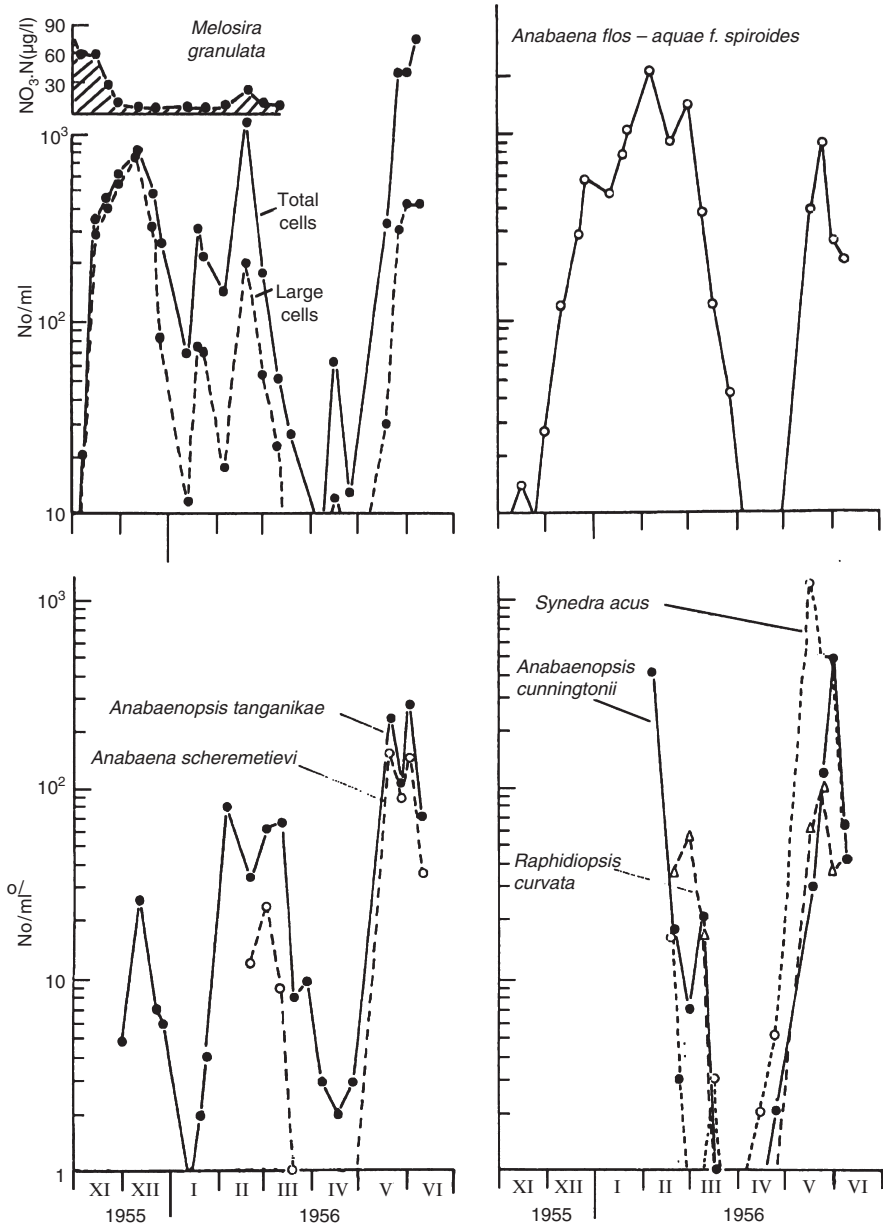 NO₃.N(µg/l)
90
60
30
Melosira
granulata
No/ml
10³
10²
10
Total
cells
Large
cells
Anabaena flos – aquae f. spiroides
No/ml
10³
10²
10
1
Anabaenopsis tanganikae
Anabaena scheremetievi
XI XII I II III IV V VI
1955 1956
Synedra acus
Anabaenopsis
cunningtonii
Raphidiopsis
curvata
XI XII I II III IV V VI
1955 1956